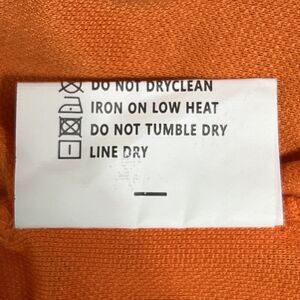 DO NOT DRYCLEAN
IRON ON LOW HEAT
DO NOT TUMBLE DRY
LINE DRY